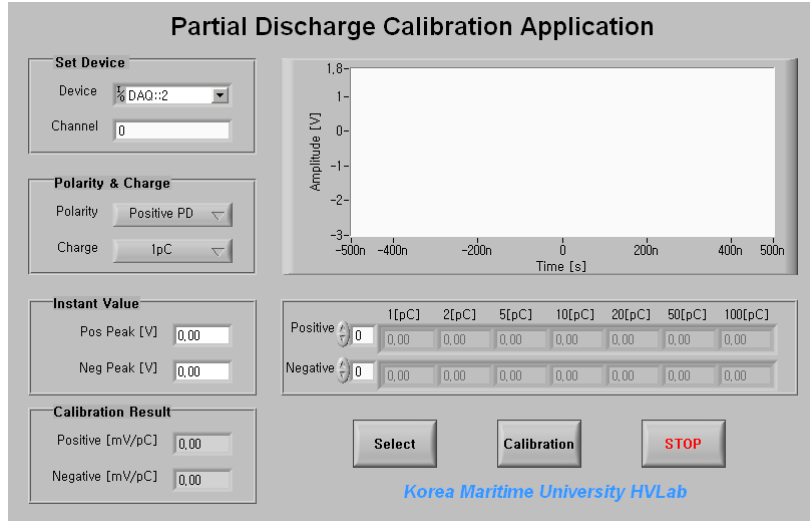 Partial Discharge Calibration Application
Set Device
Device I/O DAQ::2
Channel 0
Polarity & Charge
Polarity Positive PD
Charge 1pC
Instant Value
Pos Peak [V] 0,00
Neg Peak [V] 0,00
Calibration Result
Positive [mV/pC] 0,00
Negative [mV/pC] 0,00
Amplitude [V]
1,8-
1-
0-
-1-
-2-
-3-
-500n -400n -200n 0 200n 400n 500n
Time [s]
1[pC] 2[pC] 5[pC] 10[pC] 20[pC] 50[pC] 100[pC]
Positive 0 0,00 0,00 0,00 0,00 0,00 0,00 0,00
Negative 0 0,00 0,00 0,00 0,00 0,00 0,00 0,00
Select Calibration STOP
Korea Maritime University HVLab